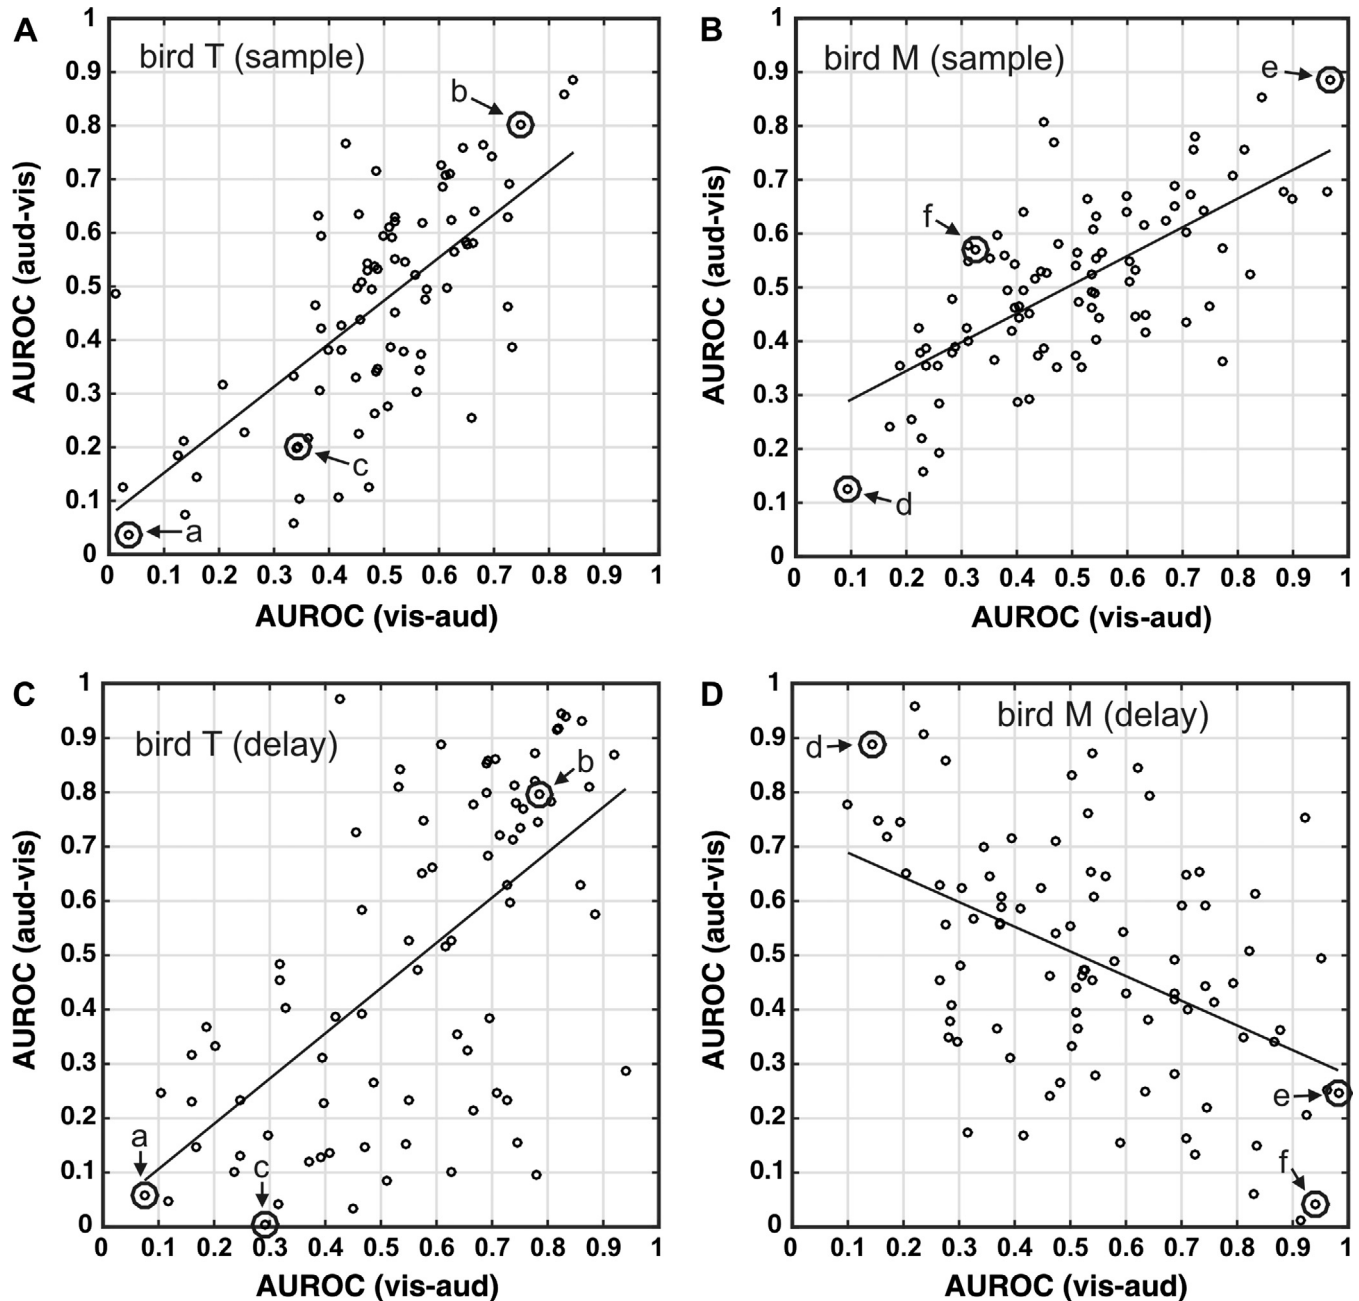 A
bird T (sample)
1
0.9
0.8
0.7
0.6
0.5
0.4
0.3
0.2
0.1
0
AUROC (aud-vis)
b
c
a
0 0.1 0.2 0.3 0.4 0.5 0.6 0.7 0.8 0.9 1
AUROC (vis-aud)
B
bird M (sample)
1
0.9
0.8
0.7
0.6
0.5
0.4
0.3
0.2
0.1
0
AUROC (aud-vis)
e
f
d
0 0.1 0.2 0.3 0.4 0.5 0.6 0.7 0.8 0.9 1
AUROC (vis-aud)
C
bird T (delay)
1
0.9
0.8
0.7
0.6
0.5
0.4
0.3
0.2
0.1
0
AUROC (aud-vis)
b
a
c
0 0.1 0.2 0.3 0.4 0.5 0.6 0.7 0.8 0.9 1
AUROC (vis-aud)
D
bird M (delay)
1
0.9
0.8
0.7
0.6
0.5
0.4
0.3
0.2
0.1
0
AUROC (aud-vis)
d
e
f
0 0.1 0.2 0.3 0.4 0.5 0.6 0.7 0.8 0.9 1
AUROC (vis-aud)